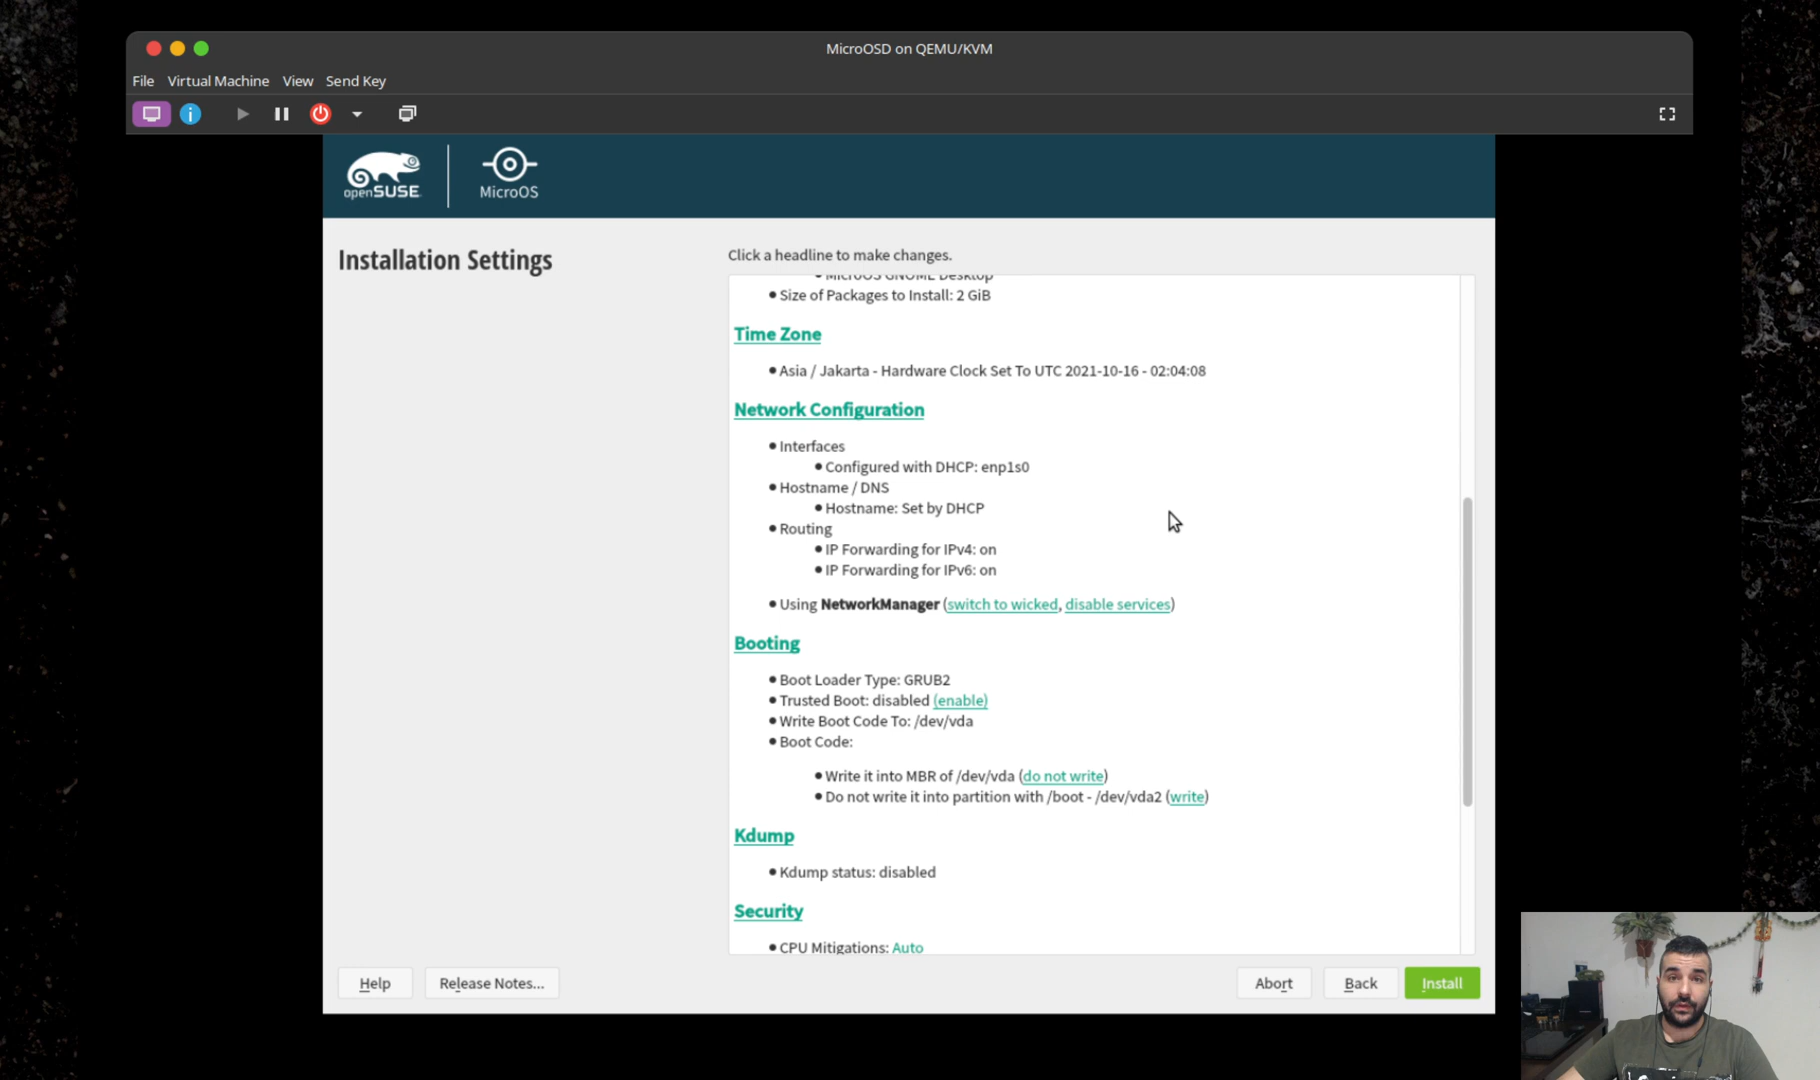 MicroOSD on QEMU/KVM
File Virtual Machine View Send Key
openSUSE
MicroOS
Installation Settings
Click a headline to make changes.
MicroOS GNOME Desktop
Size of Packages to Install: 2 GiB
Time Zone
Asia / Jakarta - Hardware Clock Set To UTC 2021-10-16 - 02:04:08
Network Configuration
Interfaces
Configured with DHCP: enp1s0
Hostname / DNS
Hostname: Set by DHCP
Routing
IP Forwarding for IPv4: on
IP Forwarding for IPv6: on
Using NetworkManager (switch to wicked, disable services)
Booting
Boot Loader Type: GRUB2
Trusted Boot: disabled (enable)
Write Boot Code To: /dev/vda
Boot Code:
Write it into MBR of /dev/vda (do not write)
Do not write it into partition with /boot - /dev/vda2 (write)
Kdump
Kdump status: disabled
Security
CPU Mitigations: Auto
Help Release Notes... Abort Back Install